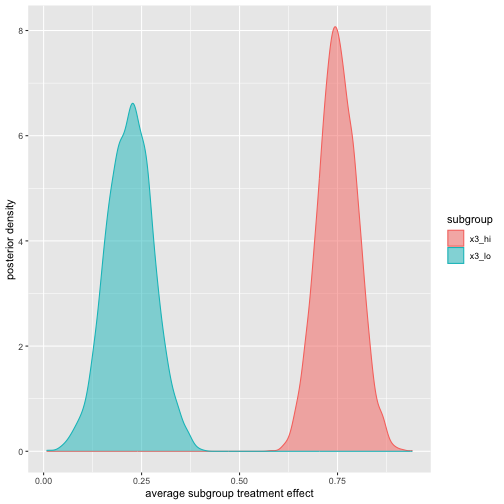 8
6
4
2
0
posterior density
0.00 0.25 0.50 0.75
average subgroup treatment effect
subgroup
x3_hi
x3_lo